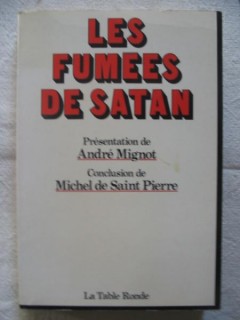 LES
FUMEES
DE SATAN
Présentation de
André Mignot
Conclusion de
Michel de Saint Pierre
La Table Ronde